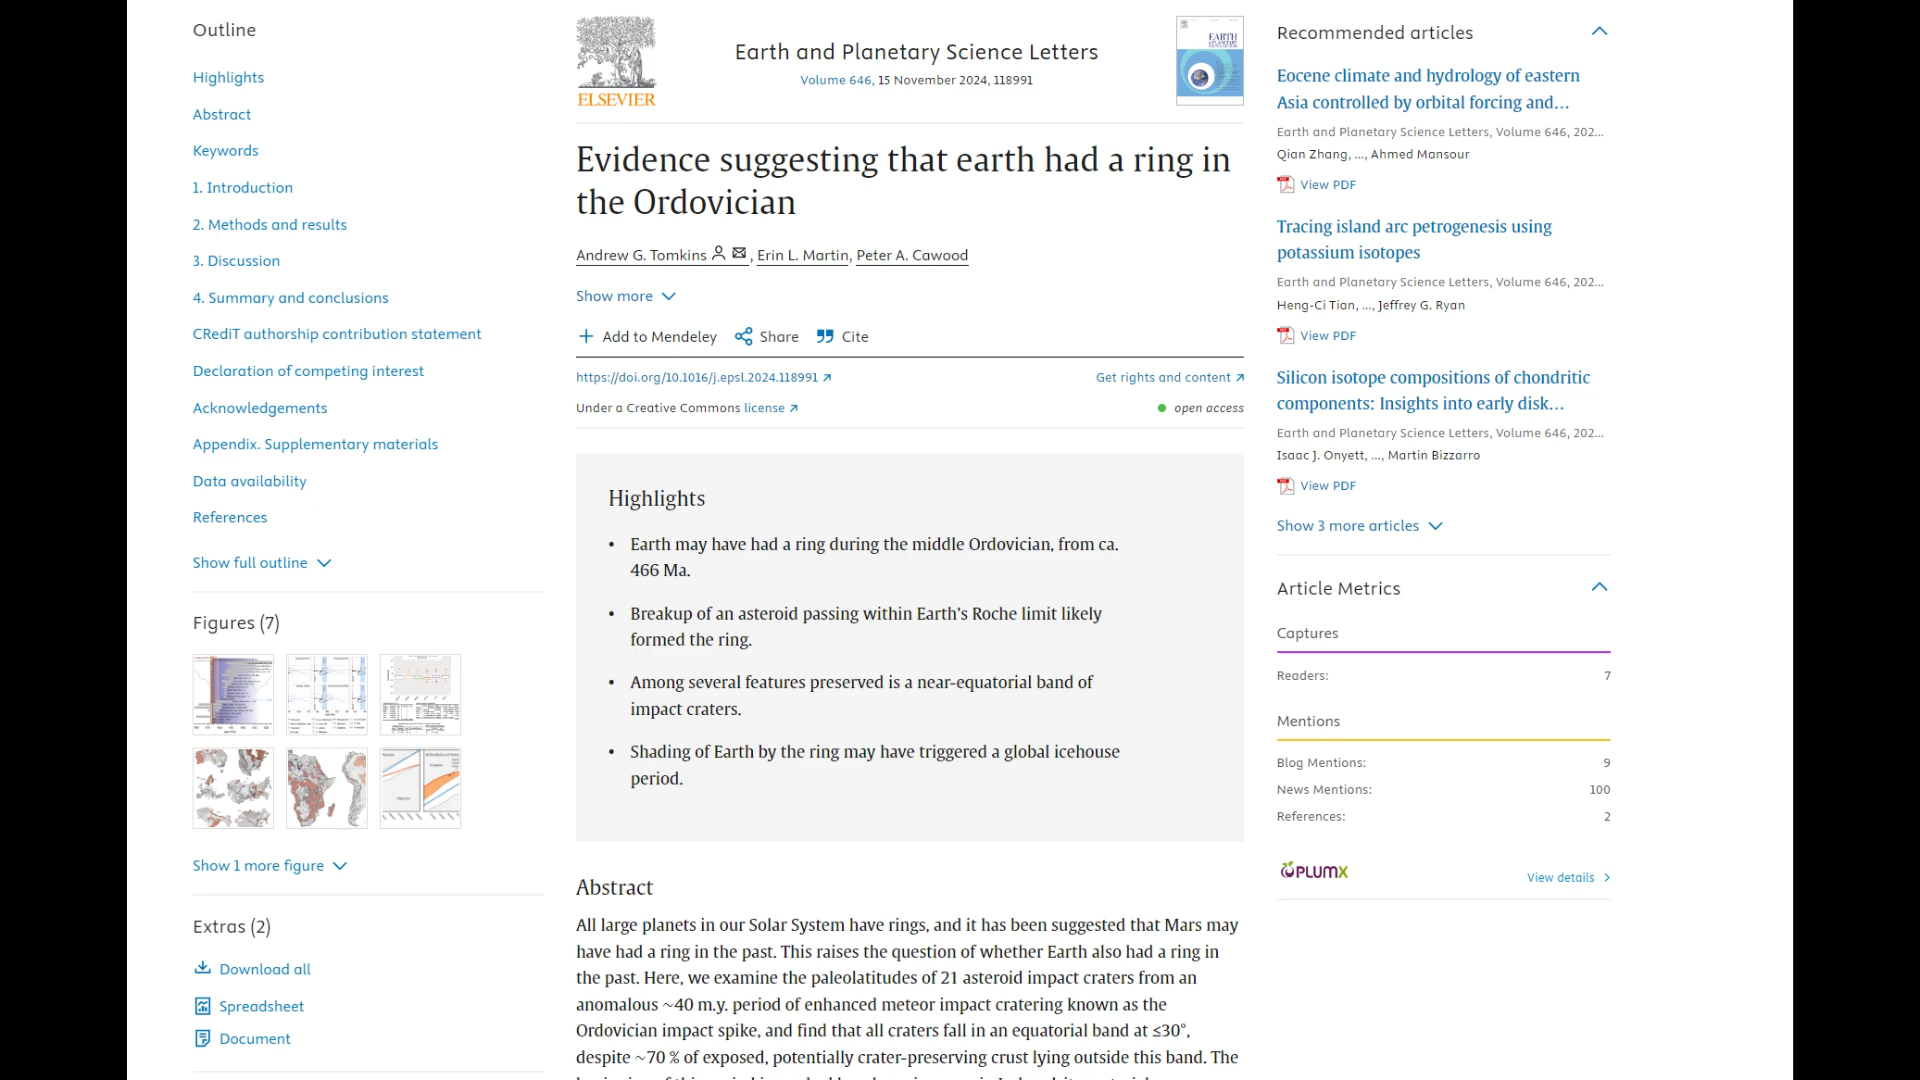 Outline
Highlights
Abstract
Keywords
1. Introduction
2. Methods and results
3. Discussion
4. Summary and conclusions
CRediT authorship contribution statement
Declaration of competing interest
Acknowledgements
Appendix. Supplementary materials
Data availability
References
Show full outline
Figures (7)
Show 1 more figure
Extras (2)
Download all
Spreadsheet
Document
ELSEVIER
Earth and Planetary Science Letters
Volume 646, 15 November 2024, 118991
EARTH
Evidence suggesting that earth had a ring in
the Ordovician
Andrew G. Tomkins , Erin L. Martin, Peter A. Cawood
Show more
Add to Mendeley Share Cite
https://doi.org/10.1016/j.epsl.2024.118991 Get rights and content
Under a Creative Commons license open access
Highlights
• Earth may have had a ring during the middle Ordovician, from ca.
466 Ma.
• Breakup of an asteroid passing within Earth's Roche limit likely
formed the ring.
• Among several features preserved is a near-equatorial band of
impact craters.
• Shading of Earth by the ring may have triggered a global icehouse
period.
Abstract
All large planets in our Solar System have rings, and it has been suggested that Mars may
have had a ring in the past. This raises the question of whether Earth also had a ring in
the past. Here, we examine the paleolatitudes of 21 asteroid impact craters from an
anomalous ~40 m.y. period of enhanced meteor impact cratering known as the
Ordovician impact spike, and find that all craters fall in an equatorial band at ≤30°,
despite ~70 % of exposed, potentially crater-preserving crust lying outside this band. The
Recommended articles
Eocene climate and hydrology of eastern
Asia controlled by orbital forcing and…
Earth and Planetary Science Letters, Volume 646, 202…
Qian Zhang, …, Ahmed Mansour
View PDF
Tracing island arc petrogenesis using
potassium isotopes
Earth and Planetary Science Letters, Volume 646, 202…
Heng-Ci Tian, …, Jeffrey G. Ryan
View PDF
Silicon isotope compositions of chondritic
components: Insights into early disk…
Earth and Planetary Science Letters, Volume 646, 202…
Isaac J. Onyett, …, Martin Bizzarro
View PDF
Show 3 more articles
Article Metrics
Captures
Readers: 7
Mentions
Blog Mentions: 9
News Mentions: 100
References: 2
PLUMX
View details